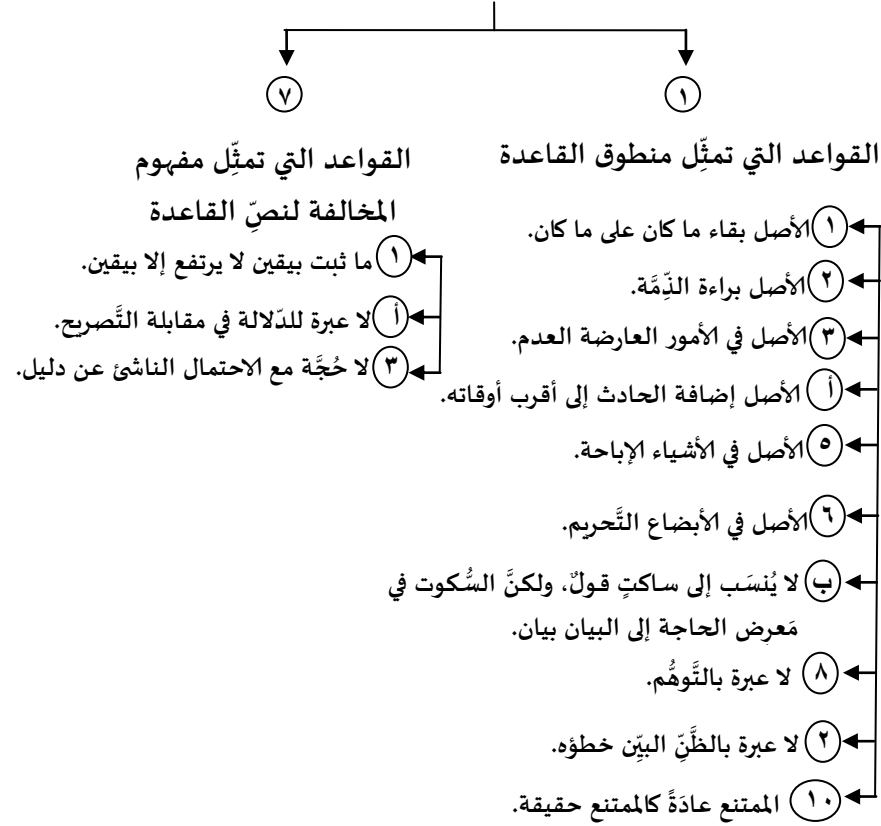 ١
القواعد التي تمثِّل منطوق القاعدة
١ الأصل بقاء ما كان على ما كان.
٢ الأصل براءة الذِّمَّة.
٣ الأصل في الأمور العارضة العدم.
أ الأصل إضافة الحادث إلى أقرب أوقاته.
٥ الأصل في الأشياء الإباحة.
٦ الأصل في الأبضاع التَّحريم.
ب لا يُنسَب إلى ساكتٍ قولٌ، ولكنَّ السُّكوت في
مَعرِض الحاجة إلى البيان بيان.
٨ لا عبرة بالتَّوهُّم.
٢ لا عبرة بالظَّنِّ البيِّن خطؤه.
١٠ الممتنع عادَةً كالممتنع حقيقة.
٧
القواعد التي تمثِّل مفهوم
المخالفة لنصِّ القاعدة
١ ما ثبت بيقين لا يرتفع إلا بيقين.
أ لا عبرة للدّلالة في مقابلة التَّصريح.
٣ لا حُجَّة مع الاحتمال الناشئ عن دليل.